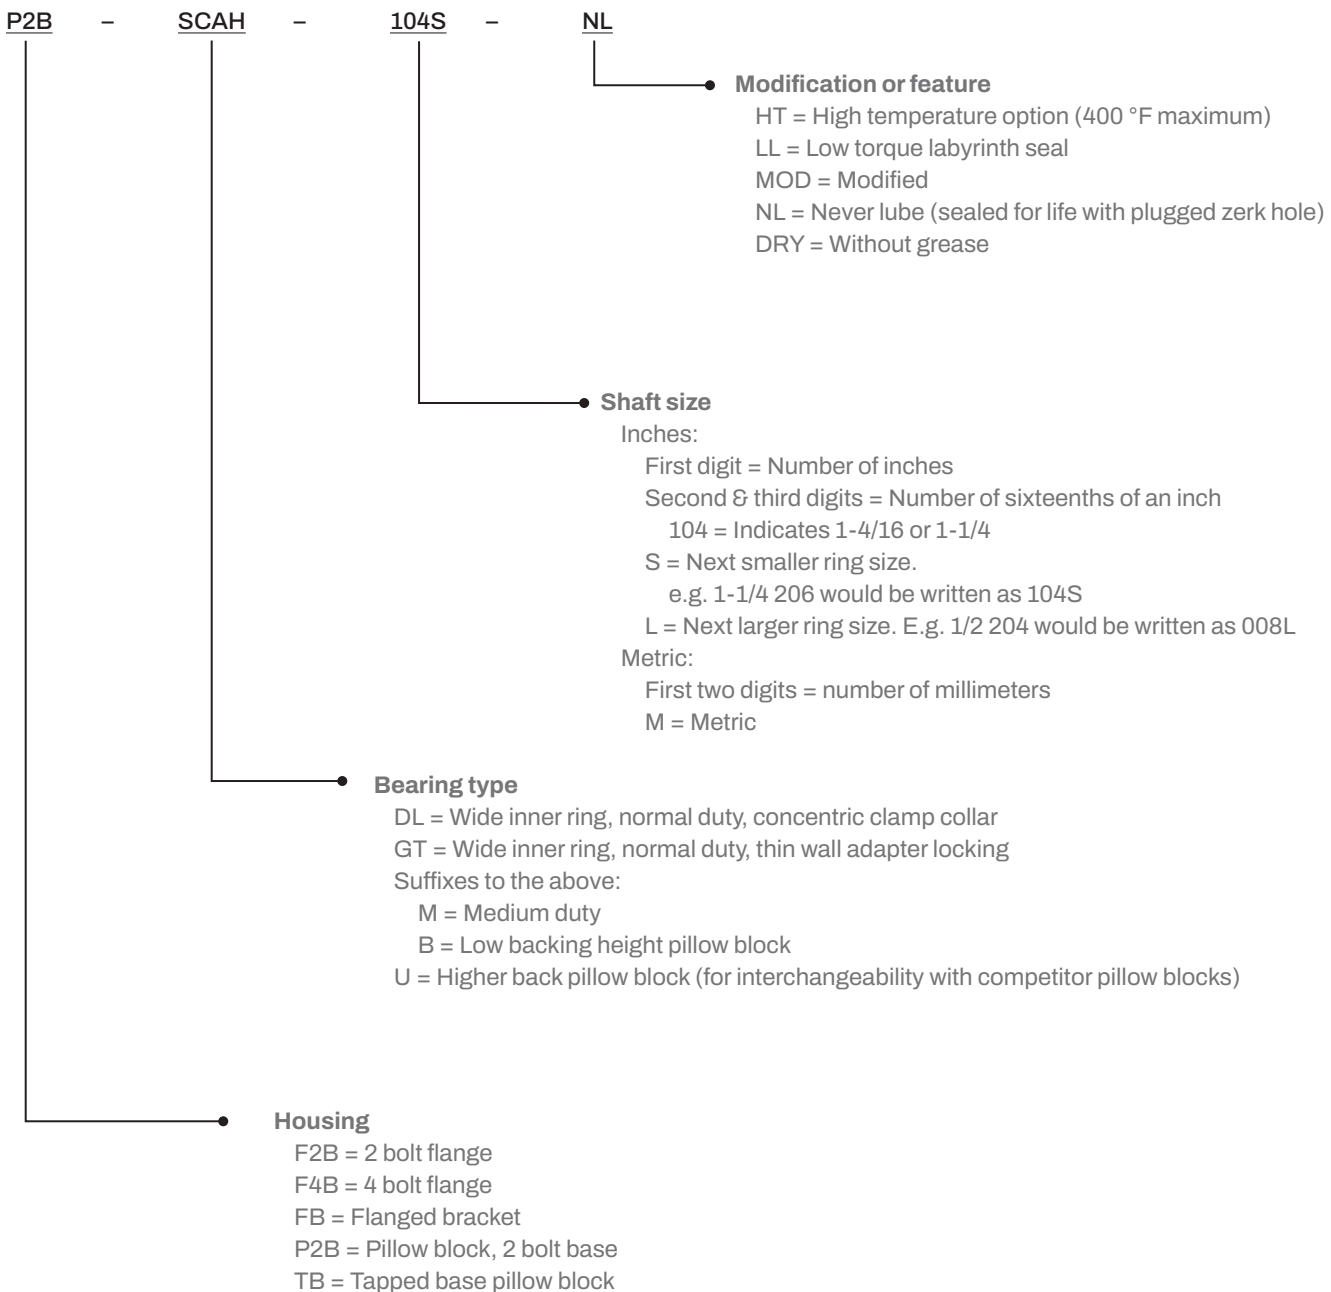 P2B – SCAH – 104S – NL
Modification or feature
HT = High temperature option (400 °F maximum)
LL = Low torque labyrinth seal
MOD = Modified
NL = Never lube (sealed for life with plugged zerk hole)
DRY = Without grease
Shaft size
Inches:
First digit = Number of inches
Second & third digits = Number of sixteenths of an inch
104 = Indicates 1-4/16 or 1-1/4
S = Next smaller ring size.
e.g. 1-1/4 206 would be written as 104S
L = Next larger ring size. E.g. 1/2 204 would be written as 008L
Metric:
First two digits = number of millimeters
M = Metric
Bearing type
DL = Wide inner ring, normal duty, concentric clamp collar
GT = Wide inner ring, normal duty, thin wall adapter locking
Suffixes to the above:
M = Medium duty
B = Low backing height pillow block
U = Higher back pillow block (for interchangeability with competitor pillow blocks)
Housing
F2B = 2 bolt flange
F4B = 4 bolt flange
FB = Flanged bracket
P2B = Pillow block, 2 bolt base
TB = Tapped base pillow block